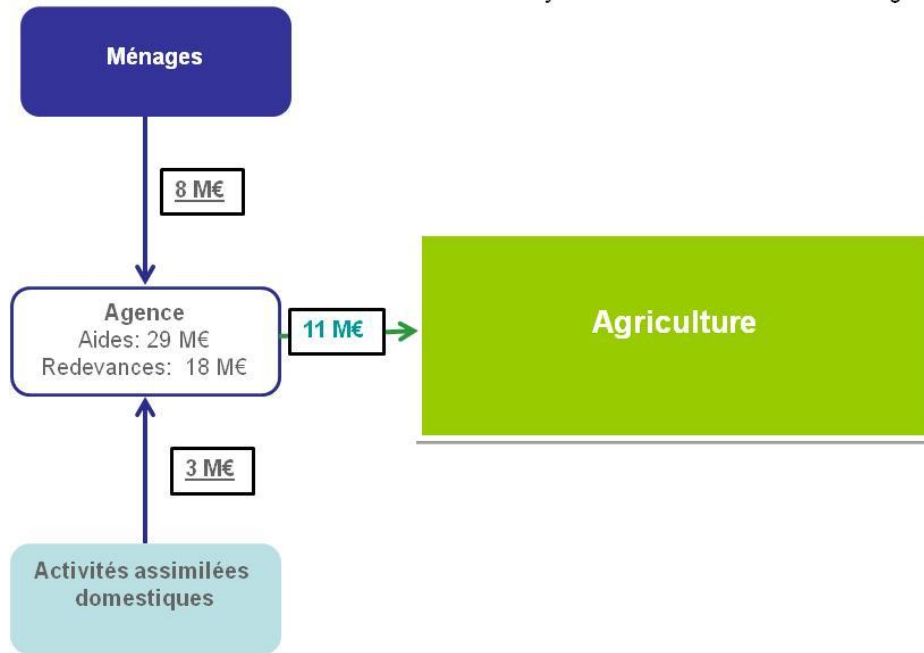 Ménages
8 M€
Agence
Aides: 29 M€
Redevances: 18 M€
11 M€
Agriculture
3 M€
Activités assimilées
domestiques